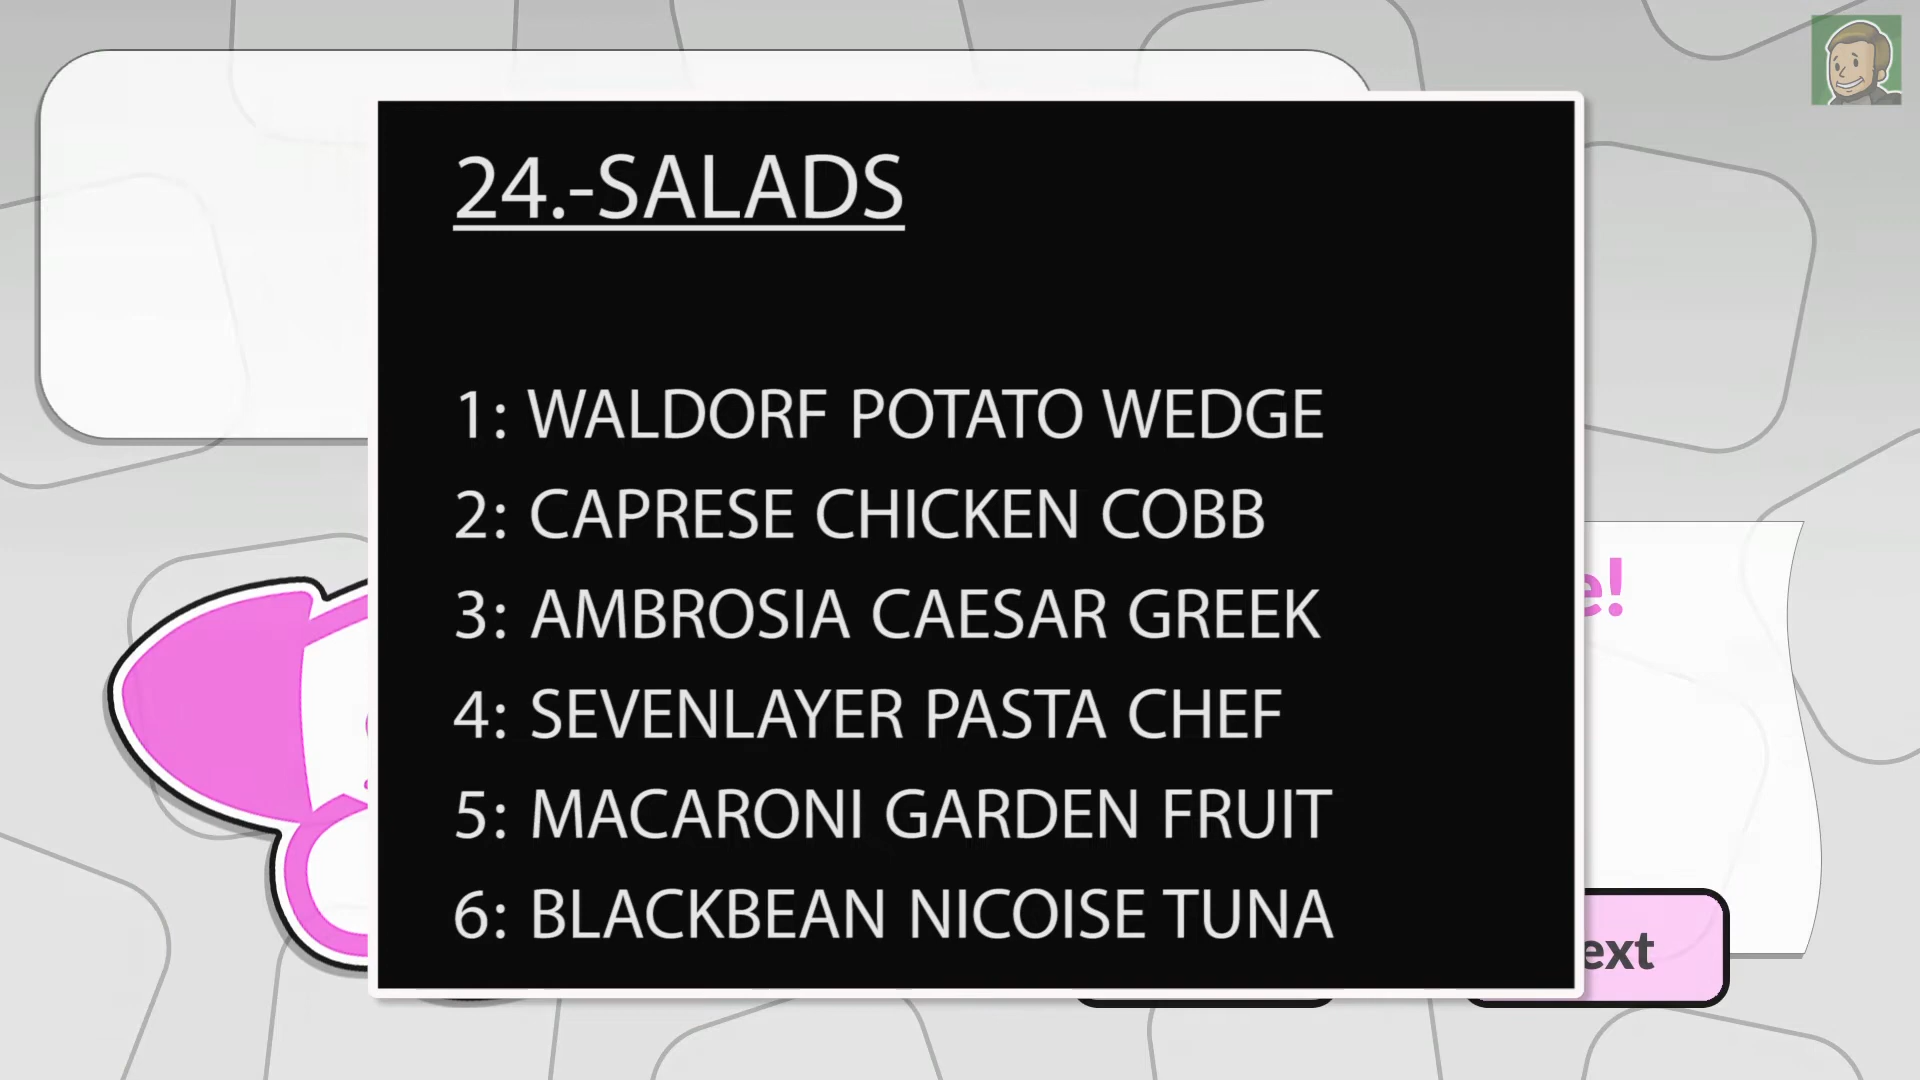 24.-SALADS
1: WALDORF POTATO WEDGE
2: CAPRESE CHICKEN COBB
3: AMBROSIA CAESAR GREEK
4: SEVENLAYER PASTA CHEF
5: MACARONI GARDEN FRUIT
6: BLACKBEAN NICOISE TUNA